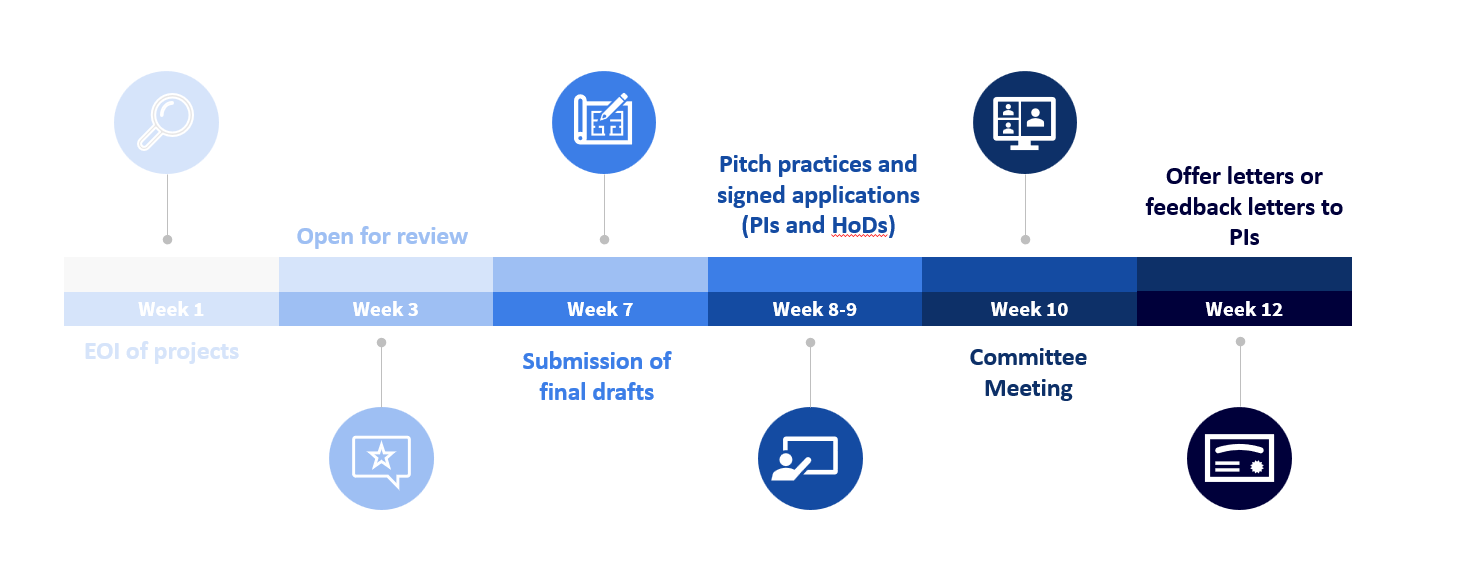 Pitch practices and
signed applications
(PIs and HoDs)
Offer letters or
feedback letters to
PIs
Open for review
Week 1
Week 3
Week 7
Week 8-9
Week 10
Week 12
EOI of projects
Submission of
final drafts
Committee
Meeting